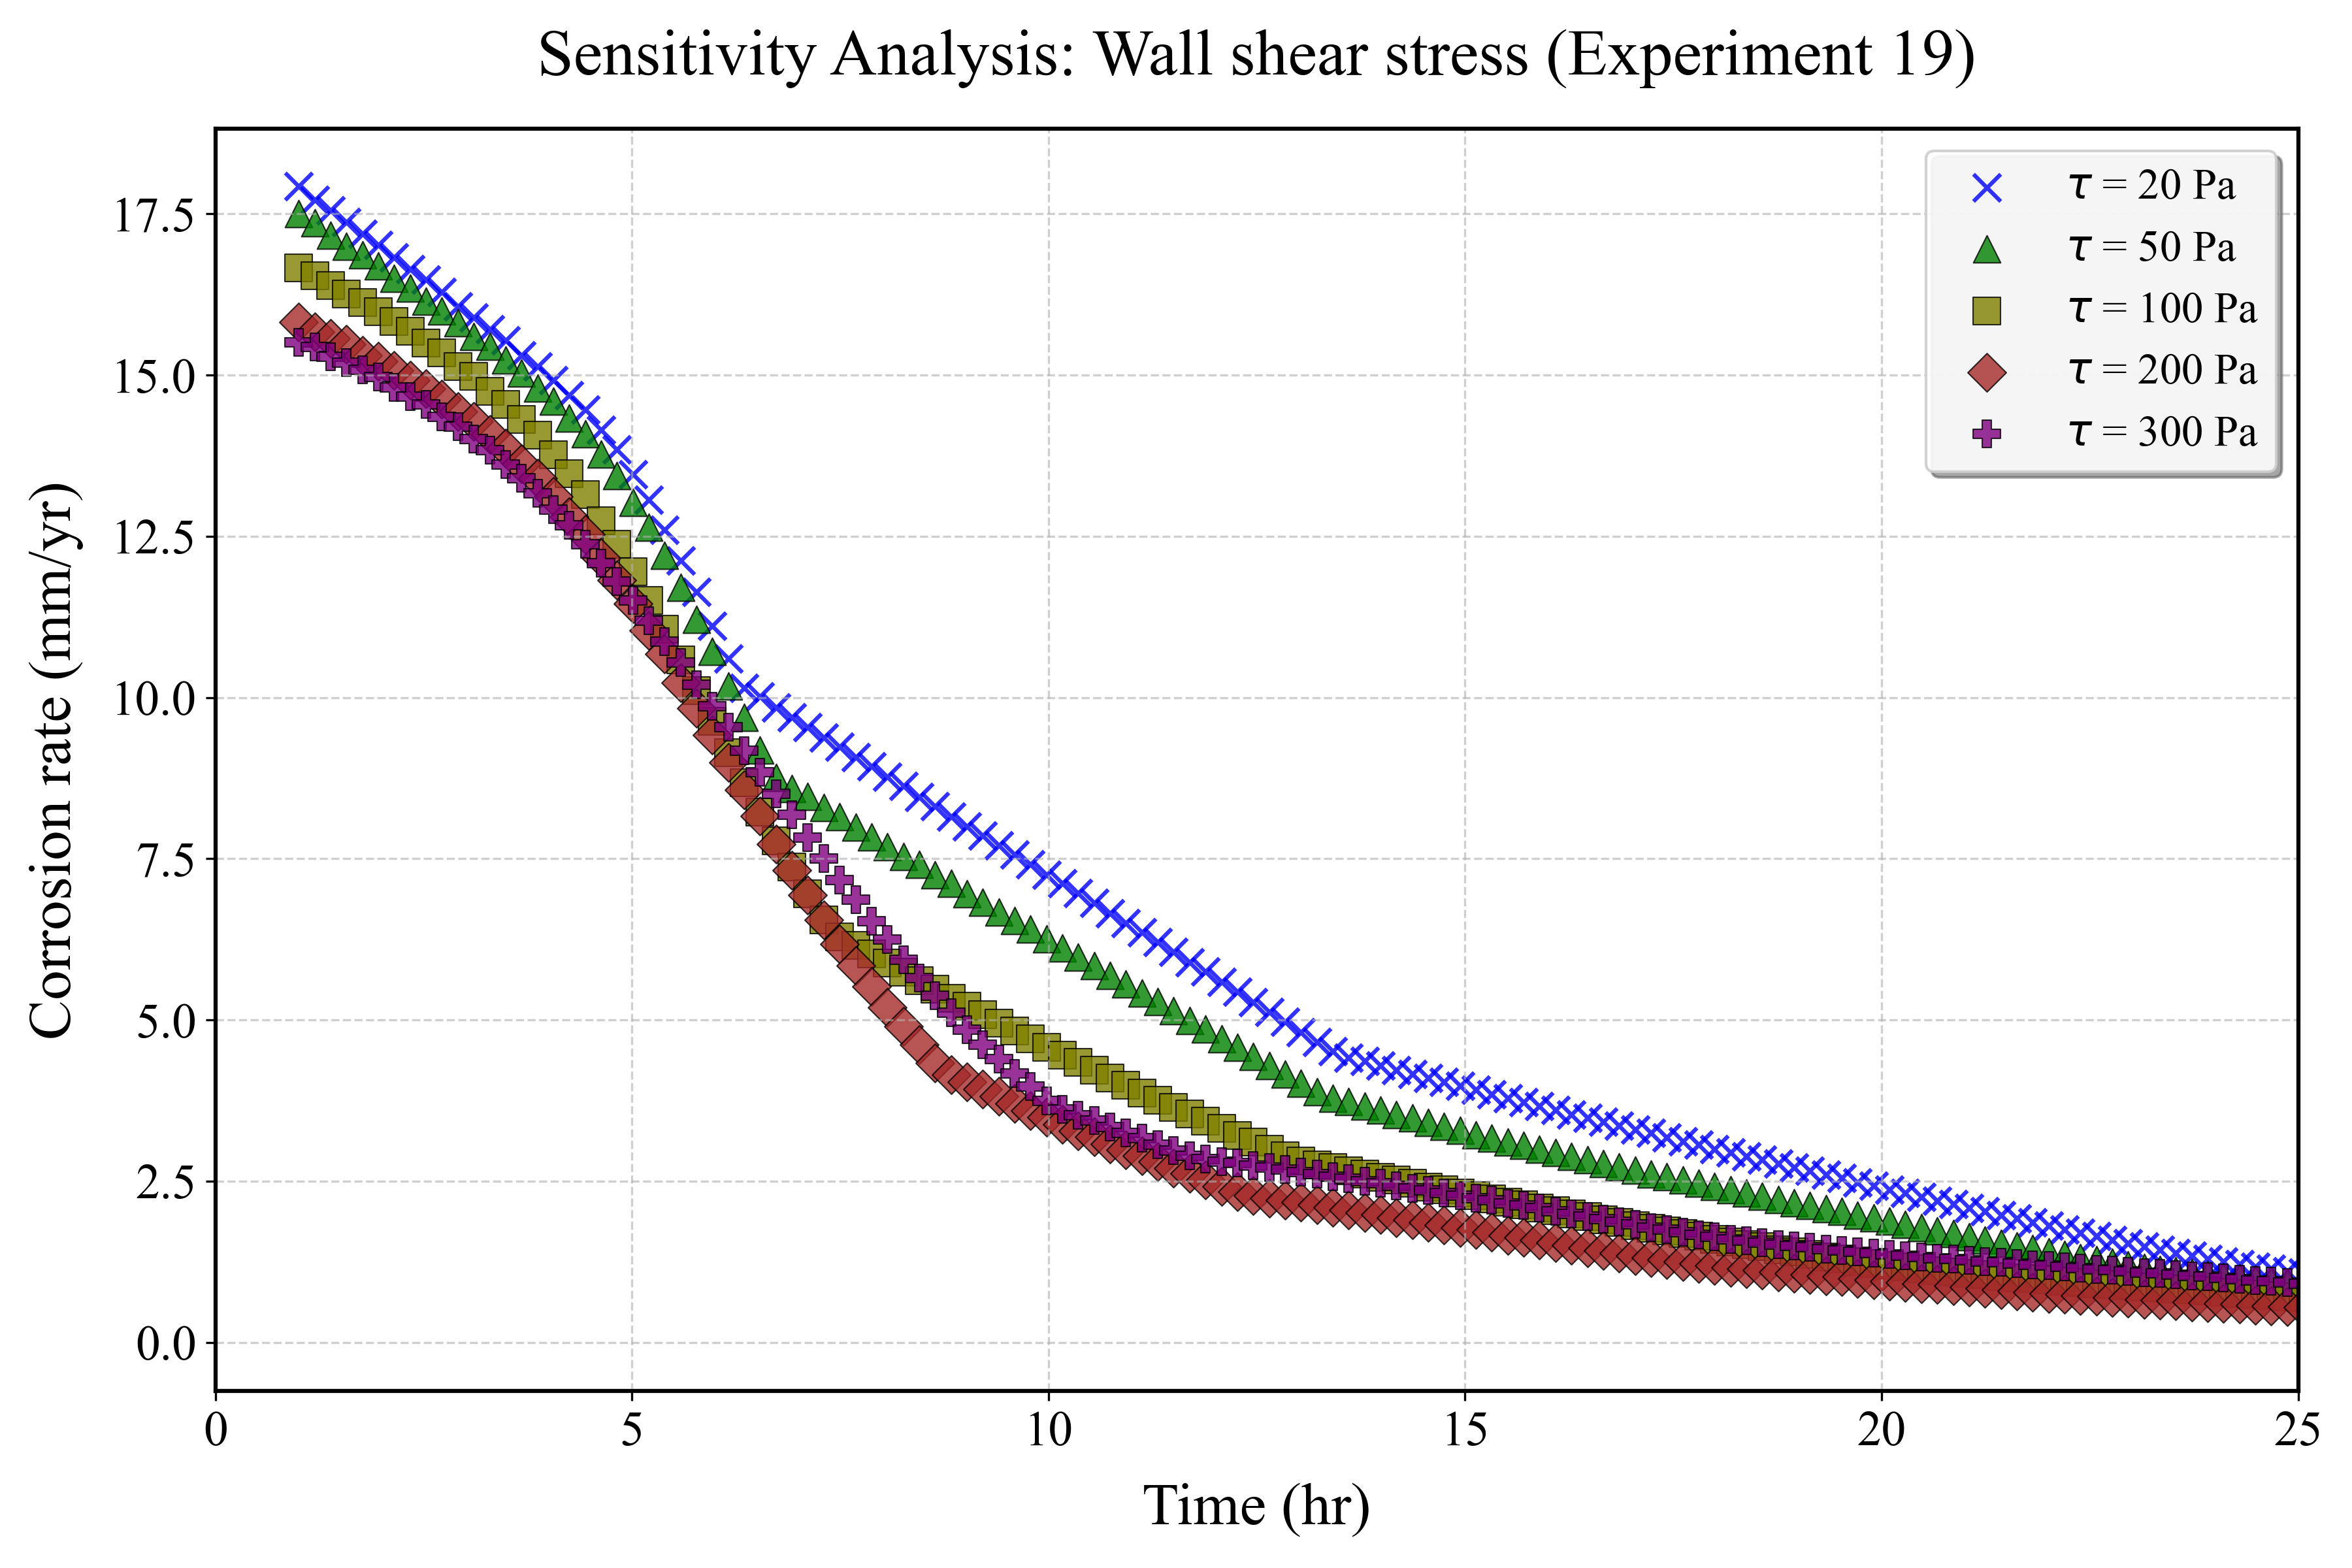 Sensitivity Analysis: Wall shear stress (Experiment 19)
Corrosion rate (mm/yr)
17.5
15.0
12.5
10.0
7.5
5.0
2.5
0.0
τ = 20 Pa
τ = 50 Pa
τ = 100 Pa
τ = 200 Pa
τ = 300 Pa
0 5 10 15 20 25
Time (hr)